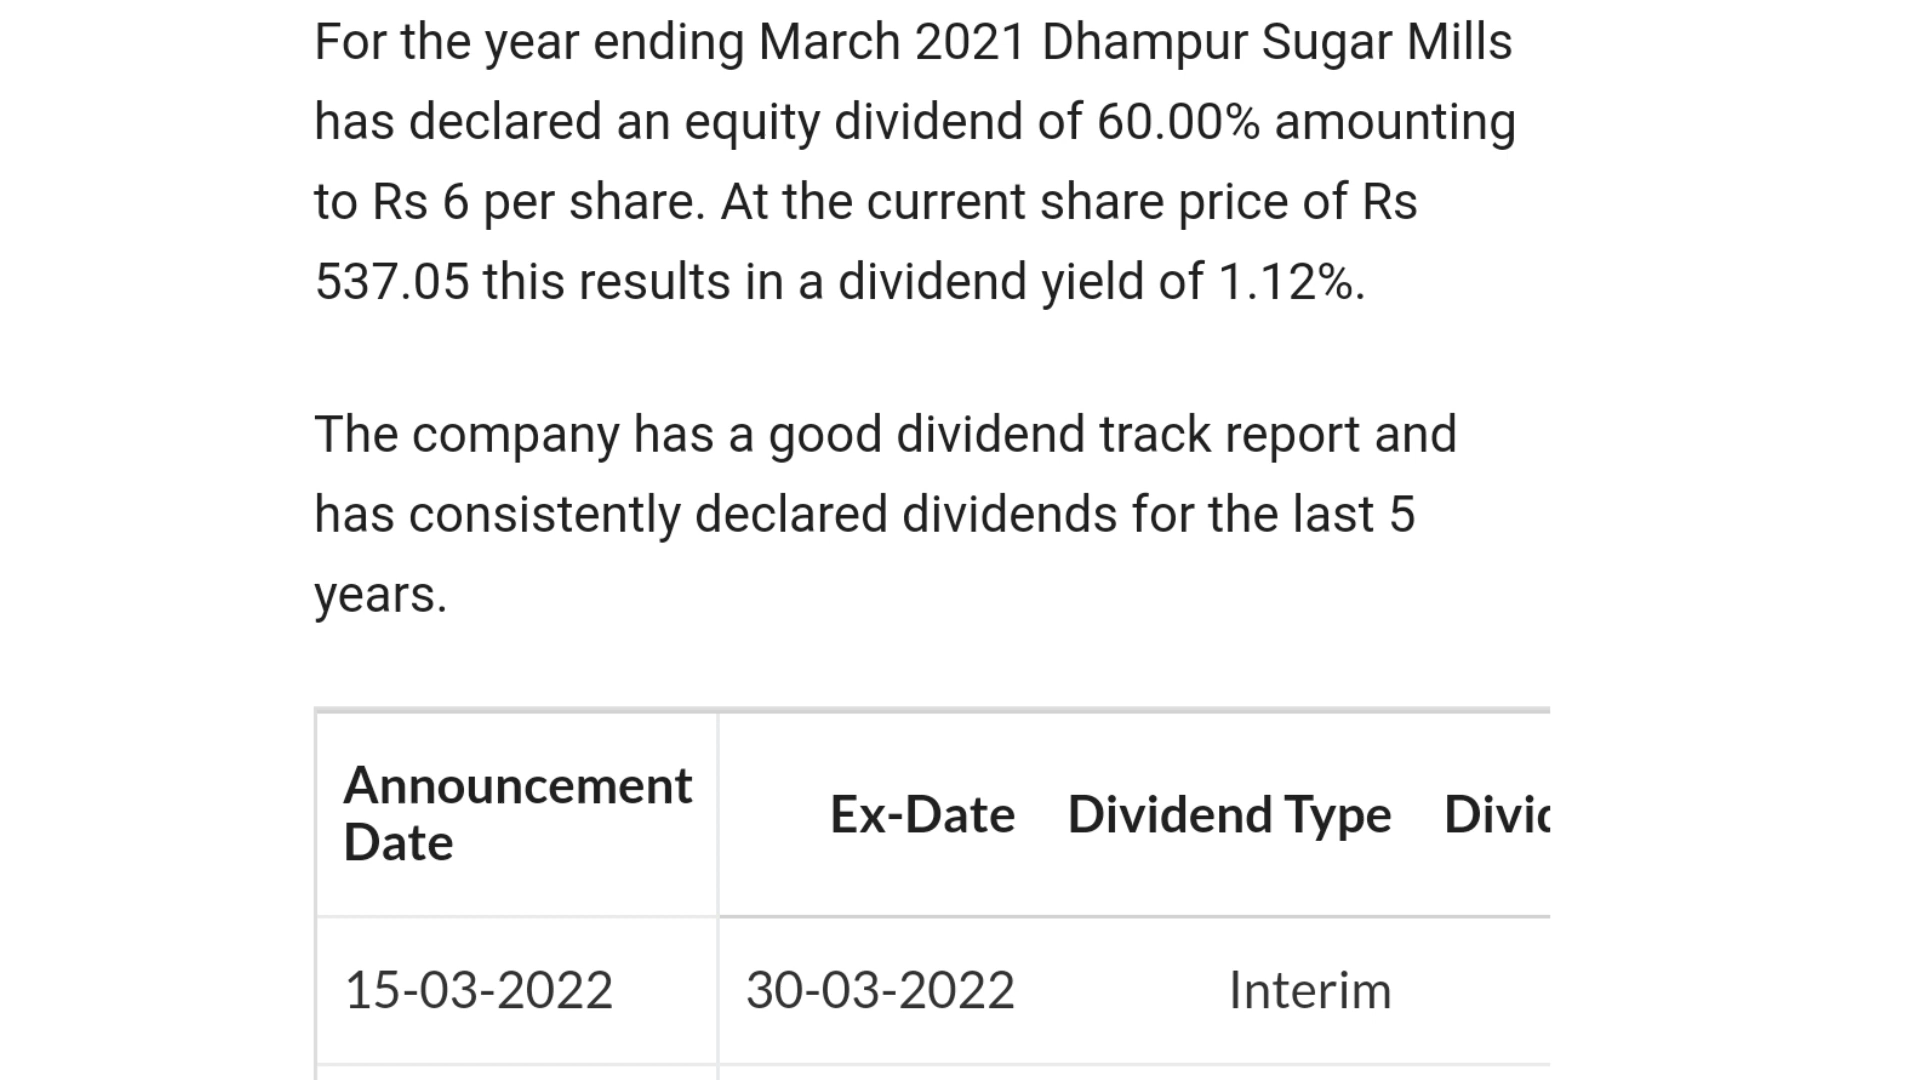 For the year ending March 2021 Dhampur Sugar Mills
has declared an equity dividend of 60.00% amounting
to Rs 6 per share. At the current share price of Rs
537.05 this results in a dividend yield of 1.12%.
The company has a good dividend track report and
has consistently declared dividends for the last 5
years.
Announcement
Date
Ex-Date Dividend Type
15-03-2022 30-03-2022 Interim